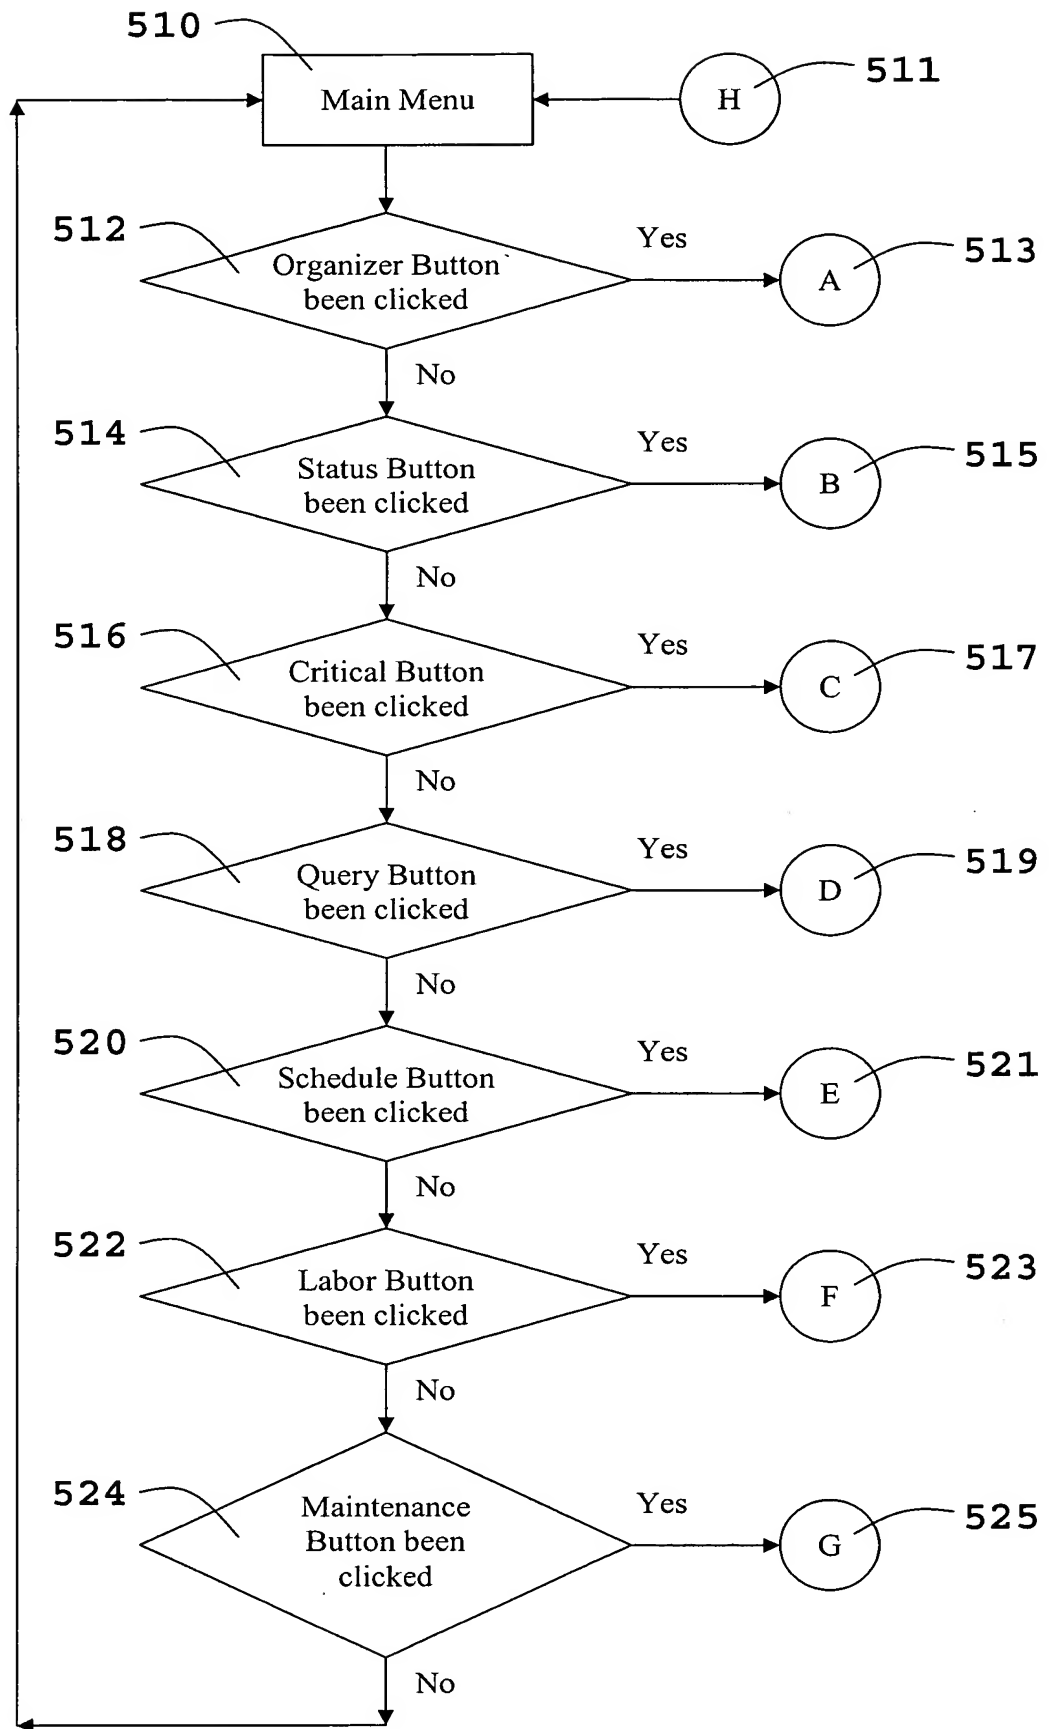 510
Main Menu
H
511
512
Organizer Button
been clicked
Yes
A
513
No
514
Status Button
been clicked
Yes
B
515
No
516
Critical Button
been clicked
Yes
C
517
No
518
Query Button
been clicked
Yes
D
519
No
520
Schedule Button
been clicked
Yes
E
521
No
522
Labor Button
been clicked
Yes
F
523
No
524
Maintenance
Button been
clicked
Yes
G
525
No